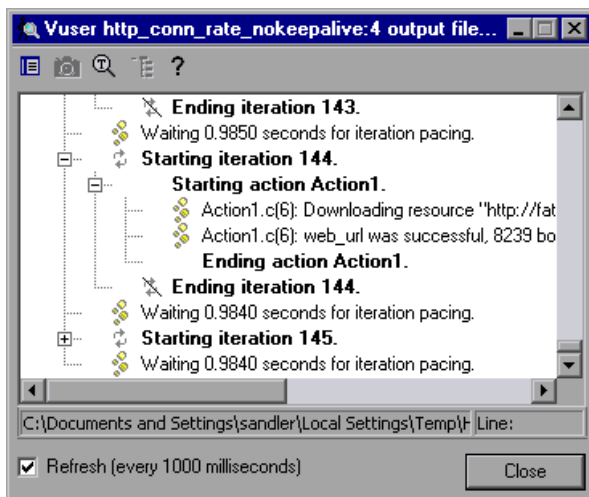 Vuser http_conn_rate_nokeepalive:4 output file...
Ending iteration 143.
Waiting 0.9850 seconds for iteration pacing.
Starting iteration 144.
Starting action Action1.
Action1.c(6): Downloading resource "http://fat
Action1.c(6): web_url was successful, 8239 bo
Ending action Action1.
Ending iteration 144.
Waiting 0.9840 seconds for iteration pacing.
Starting iteration 145.
Waiting 0.9840 seconds for iteration pacing.
C:\Documents and Settings\sandler\Local Settings\Temp\H Line:
Refresh (every 1000 milliseconds) Close